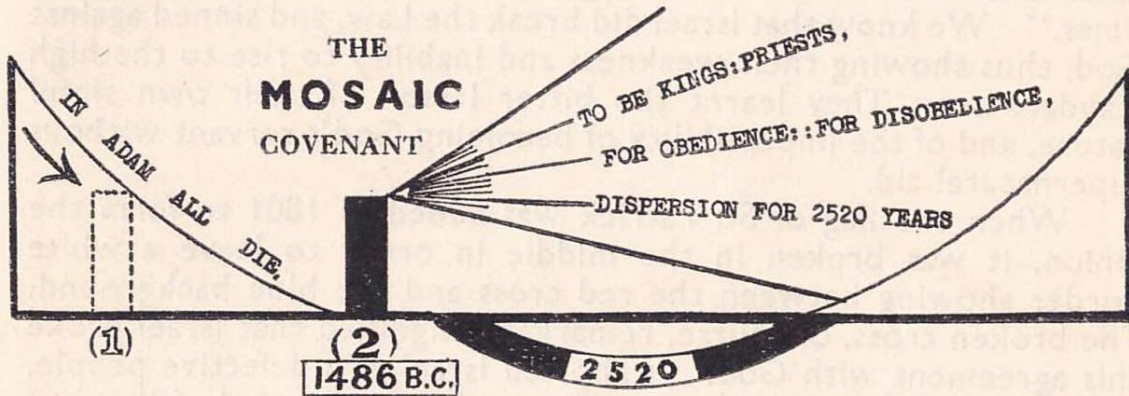 THE
MOSAIC
COVENANT
IN ADAM ALL DIE,
TO BE KINGS:PRIESTS,
FOR OBEDIENCE::FOR DISOBELIENCE,
DISPERSION FOR 2520 YEARS
(1)
(2)
1486 B.C.
2520